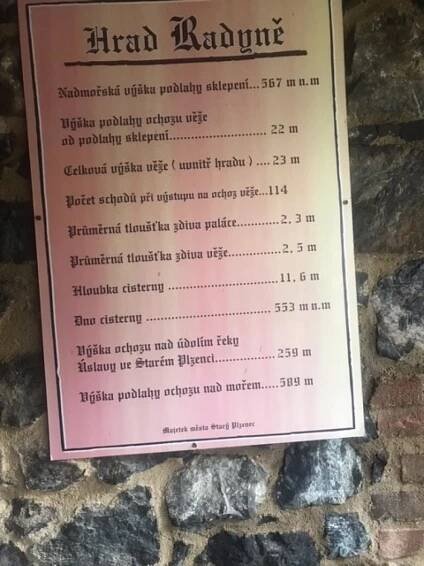 Hrad Radyně
Nadmořská výška podlahy sklepení...567 m n.m
Výška podlahy ochozu věže
od podlahy sklepení............................ 22 m
Celková výška věže ( uvnitř hradu ) .... 23 m
Počet schodů při výstupu na ochoz věže...114
Průměrná tloušťka zdiva paláce............2, 3 m
Průměrná tloušťka zdiva věže...............2, 5 m
Hloubka cisterny ................................11, 6 m
Dno cisterny ..................................... 553 m n.m
Výška ochozu nad údolím řeky
Úslavy ve Starém Plzenci.................259 m
Výška podlahy ochozu nad mořem.....589 m
Majetek města Starý Plzenec